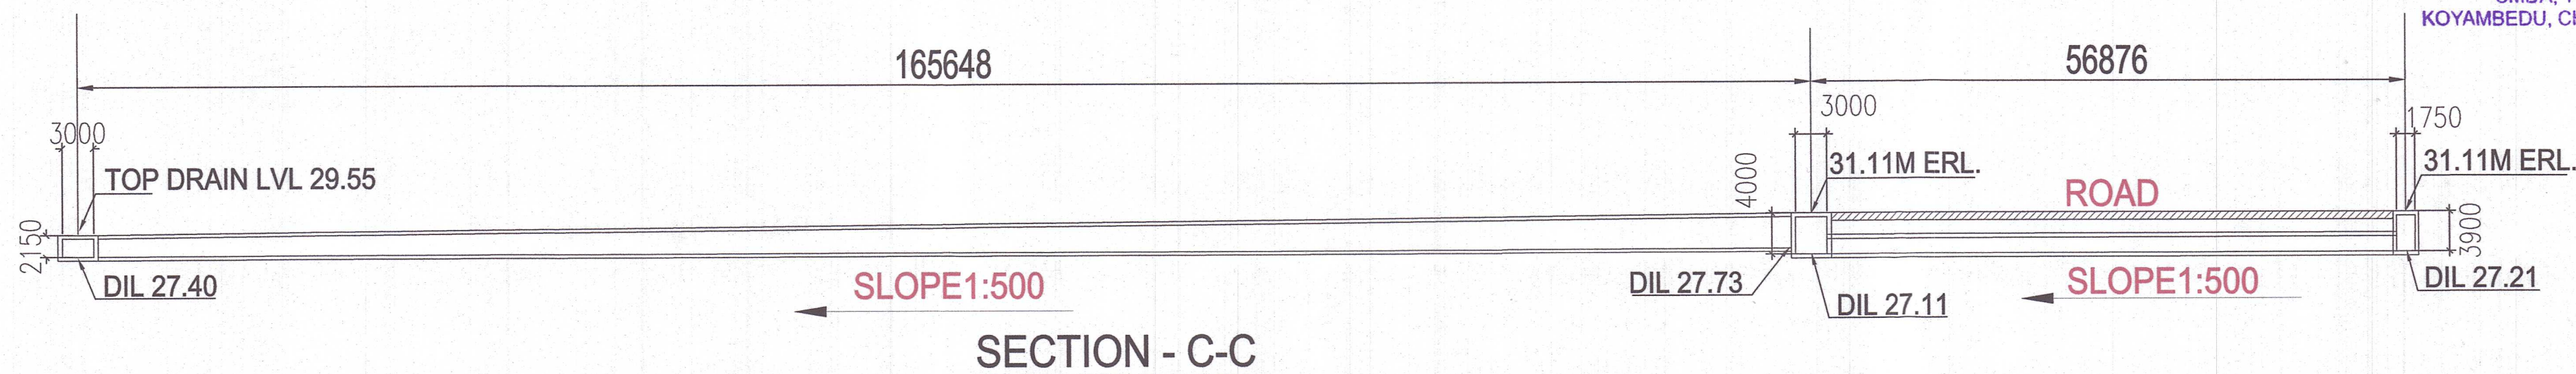 KOYAMBEDU,
165648
56876
3000
3000
1750
TOP DRAIN LVL 29.55
4000
31.11M ERL.
31.11M ERL.
ROAD
2150
3900
DIL 27.40
SLOPE1:500
DIL 27.73
DIL 27.11
SLOPE1:500
DIL 27.21
SECTION - C-C